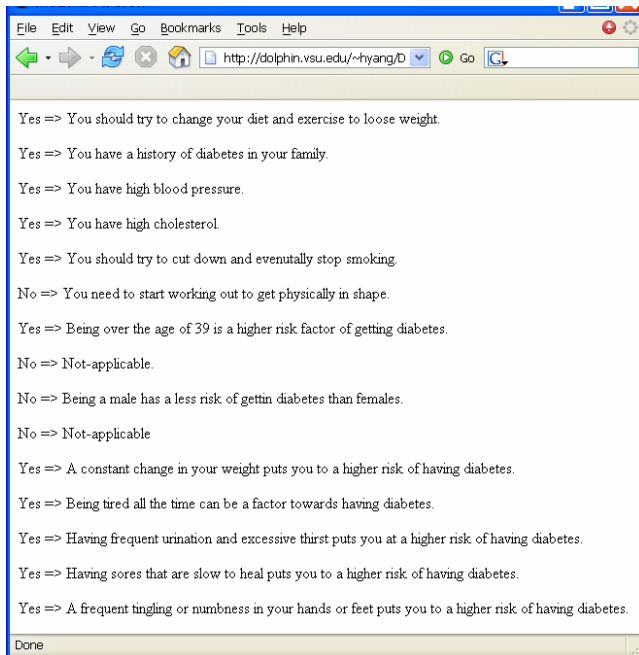 File Edit View Go Bookmarks Tools Help
http://dolphin.vsu.edu/~hyang/D Go G
Yes => You should try to change your diet and exercise to loose weight.
Yes => You have a history of diabetes in your family.
Yes => You have high blood pressure.
Yes => You have high cholesterol.
Yes => You should try to cut down and evenutally stop smoking.
No => You need to start working out to get physically in shape.
Yes => Being over the age of 39 is a higher risk factor of getting diabetes.
No => Not-applicable.
No => Being a male has a less risk of gettin diabetes than females.
No => Not-applicable
Yes => A constant change in your weight puts you to a higher risk of having diabetes.
Yes => Being tired all the time can be a factor towards having diabetes.
Yes => Having frequent urination and excessive thirst puts you at a higher risk of having diabetes.
Yes => Having sores that are slow to heal puts you to a higher risk of having diabetes.
Yes => A frequent tingling or numbness in your hands or feet puts you to a higher risk of having diabetes.
Done